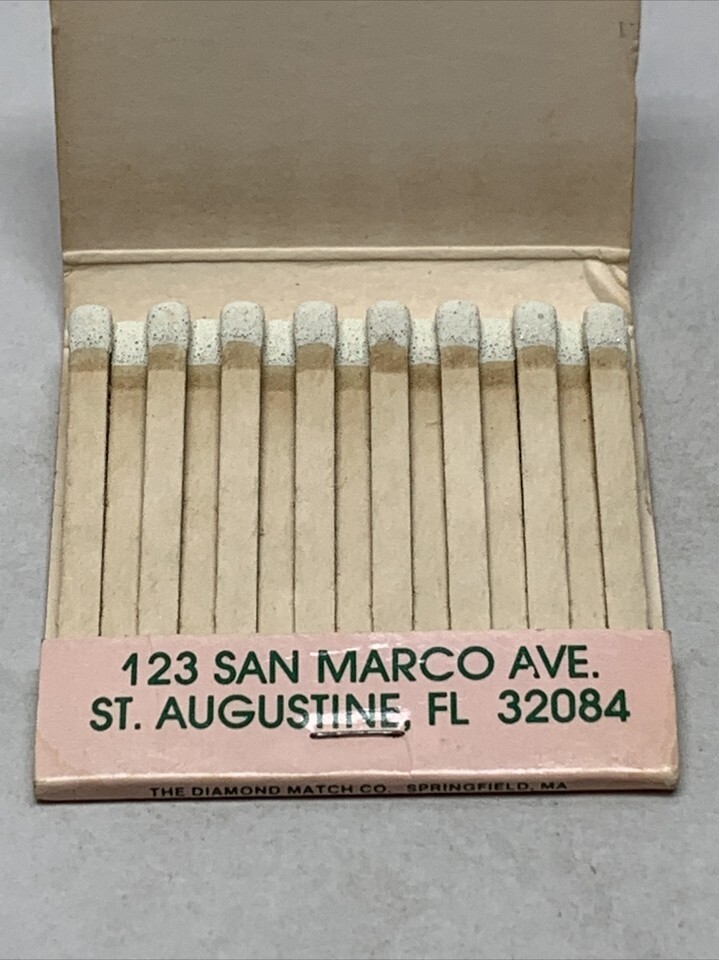 123 SAN MARCO AVE.
ST. AUGUSTINE, FL 32084
THE DIAMOND MATCH CO. SPRINGFIELD, MA